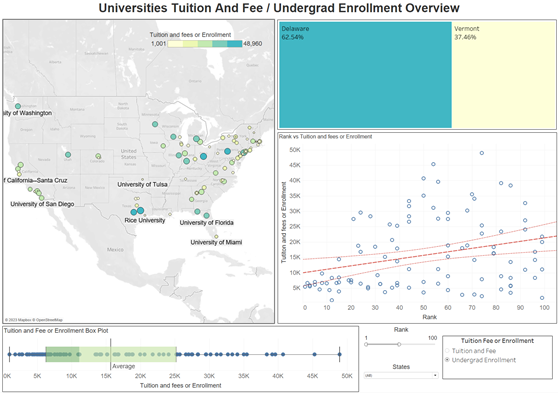 Universities Tuition And Fee / Undergrad Enrollment Overview
Tuition and fees or Enrollment
1,001 48,960
ity of Washington
United States
of California--Santa Cruz
University of San Diego
University of Tulsa
Rice University
University of Florida
University of Miami
Mexico
© 2023 Mapbox © OpenStreetMap
Delaware
62.54%
Vermont
37.46%
Rank vs Tuition and fees or Enrollment
Tuition and fees or Enrollment
50K
45K
40K
35K
30K
25K
20K
15K
10K
5K
0 10 20 30 40 50 60 70 80 90 100
Rank
Tuition and Fee or Enrollment Box Plot
Average
0K 5K 10K 15K 20K 25K 30K 35K 40K 45K 50K
Tuition and fees or Enrollment
Rank
1 100
States
(All)
Tuition Fee or Enrollment
Tuition and Fee
Undergrad Enrollment